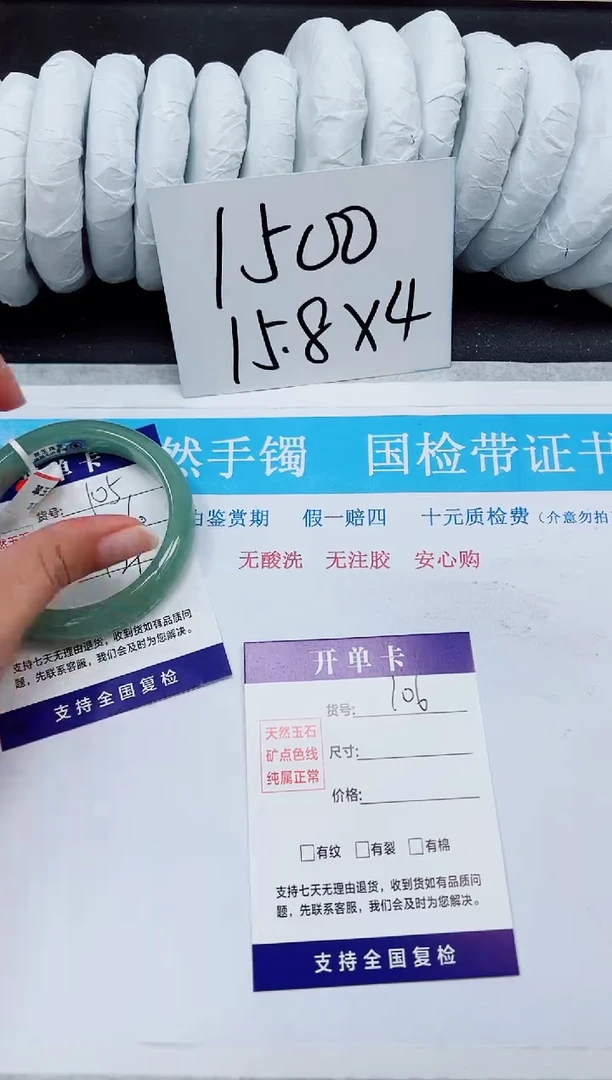 1500
15.8×4
然手镯 国检带证书
鉴赏期 假一赔四 十元质检费(介意勿拍
无酸洗 无注胶 安心购
单卡
货号: 105
支持七天无理由退货,收到货如有品质问
题,先联系客服,我们会及时为您解决。
支持全国复检
开单卡
货号: 106
天然玉石
矿点色线
纯属正常
尺寸:
价格:
有纹 有裂 有棉
支持七天无理由退货,收到货如有品质问
题,先联系客服,我们会及时为您解决。
支持全国复检